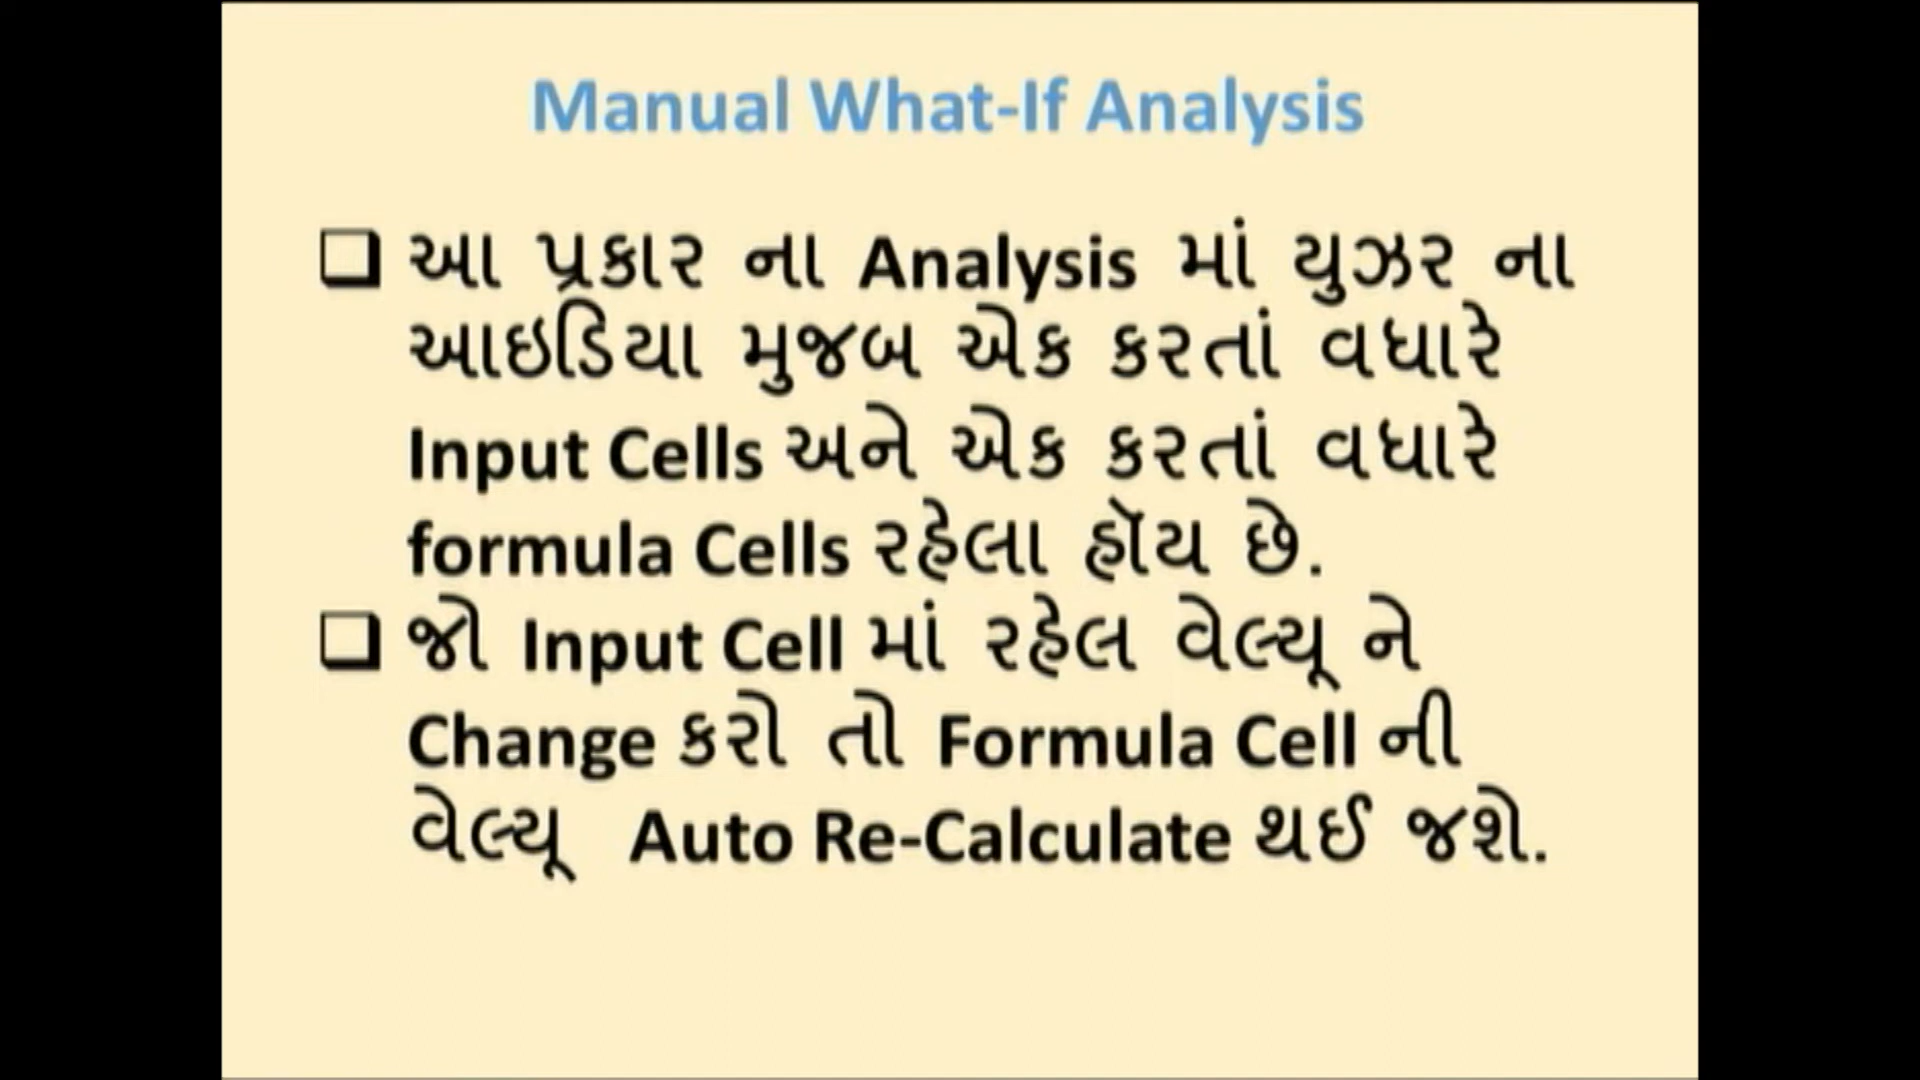 Manual What-If Analysis
❑ આ પ્રકાર ના Analysis માં યુઝર ના
આઇડિયા મુજબ એક કરતાં વધારે
Input Cells અને એક કરતાં વધારે
formula Cells રહેલા હૉય છે.
❑ જો Input Cell માં રહેલ વેલ્યૂ ને
Change કરો તો Formula Cell ની
વેલ્યૂ Auto Re-Calculate થઈ જશે.